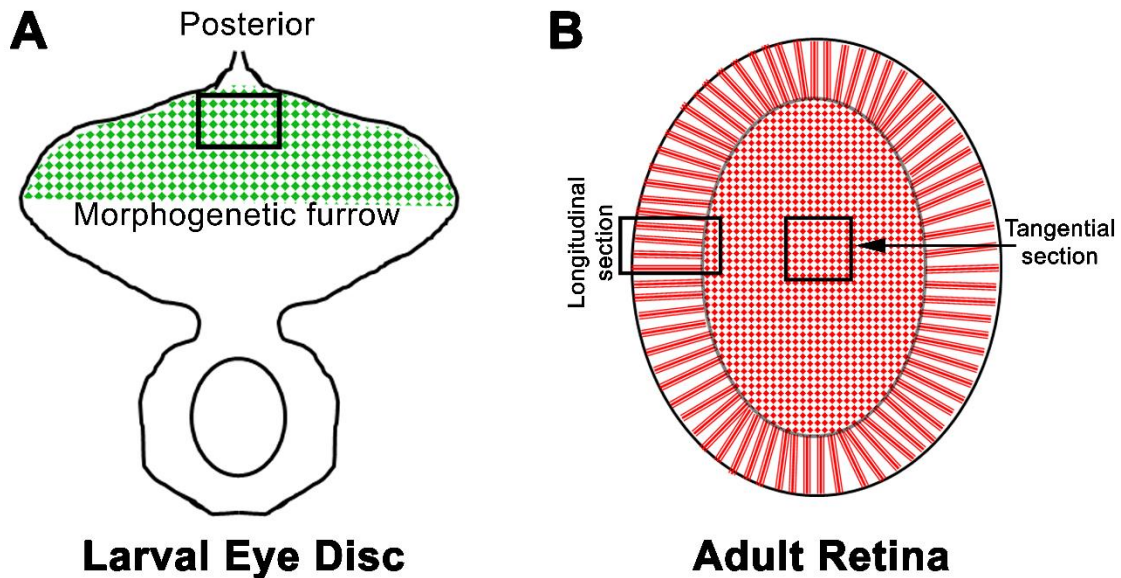 A
Posterior
Morphogenetic furrow
Larval Eye Disc
B
Longitudinal
section
Tangential
section
Adult Retina